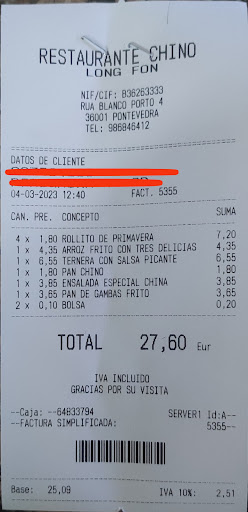 RESTAURANTE CHINO
LONG FON
NIF/CIF: B36263333
RUA BLANCO PORTO 4
36001 PONTEVEDRA
TEL: 986846412
DATOS DE CLIENTE
04-03-2023 12:40 FACT. 5355
CAN. PRE. CONCEPTO SUMA
4 x 1,80 ROLLITO DE PRIMAVERA 7,20
1 x 4,35 ARROZ FRITO CON TRES DELICIAS 4,35
1 x 6,55 TERNERA CON SALSA PICANTE 6,55
1 x 1,80 PAN CHINO 1,80
1 x 3,85 ENSALADA ESPECIAL CHINA 3,85
1 x 3,65 PAN DE GAMBAS FRITO 3,65
2 x 0,10 BOLSA 0,20
TOTAL 27,60 Eur
IVA INCLUIDO
GRACIAS POR SU VISITA
--Caja: --64833794 SERVER1 Id:A--
--FACTURA SIMPLIFICADA: 5355--
Base: 25,09 IVA 10%: 2,51